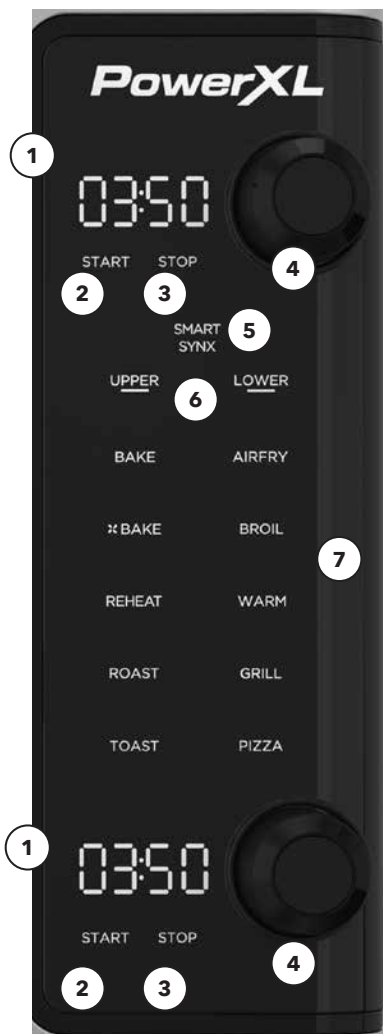 PowerXL
1
03:50
4
START STOP
2 3
SMART 5
SYNX
UPPER LOWER
6
BAKE AIRFRY
BAKE BROIL
7
REHEAT WARM
ROAST GRILL
TOAST PIZZA
1
03:50
START STOP
4
2 3